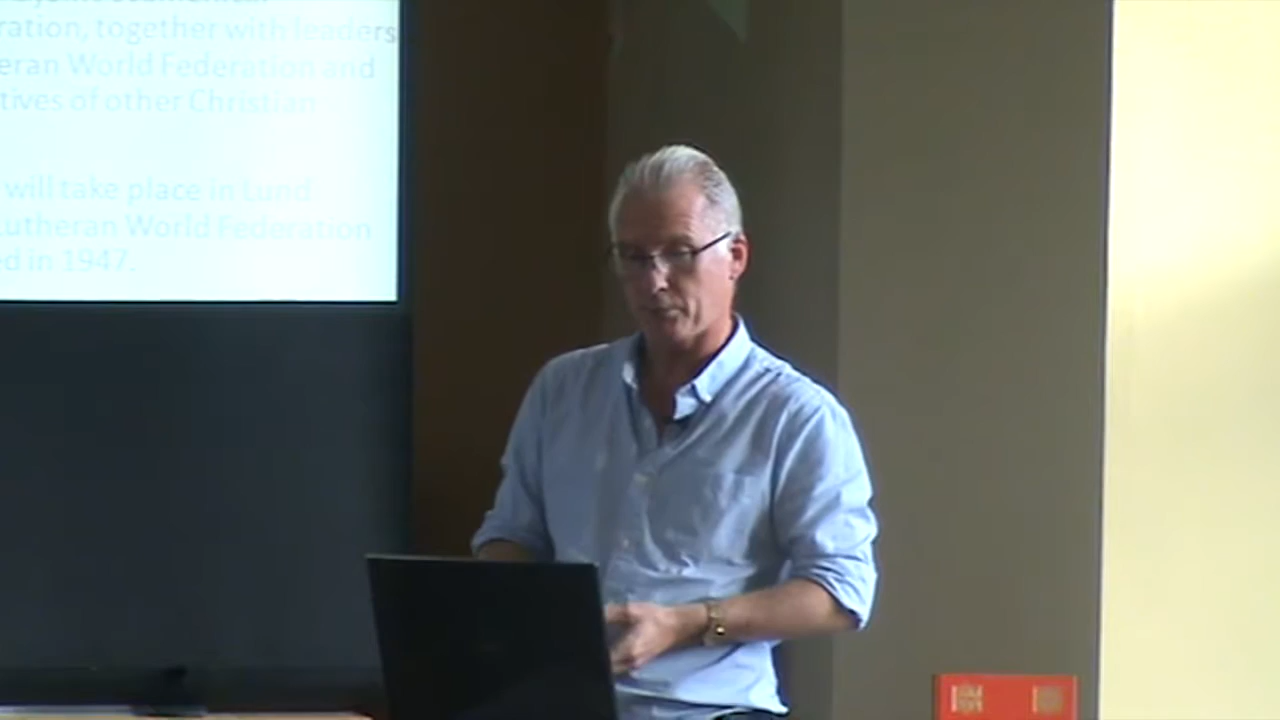 ration, together with leaders
eran World Federation and
tives of other Christian
will take place in Lund
Lutheran World Federation
ed in 1947.